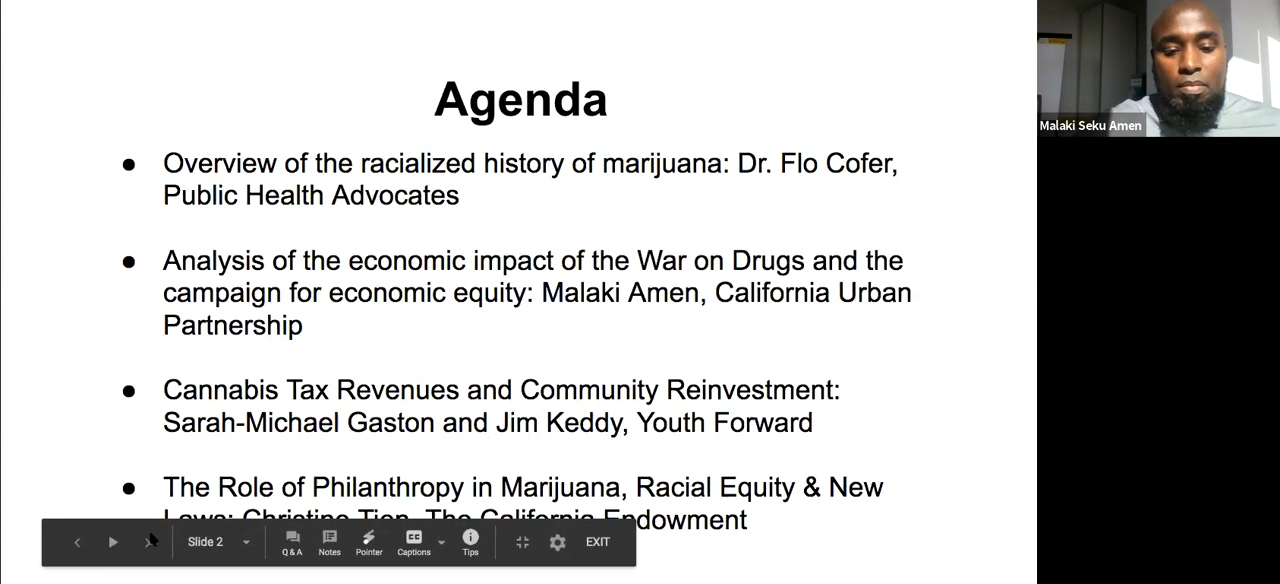 Agenda
● Overview of the racialized history of marijuana: Dr. Flo Cofer,
Public Health Advocates
● Analysis of the economic impact of the War on Drugs and the
campaign for economic equity: Malaki Amen, California Urban
Partnership
● Cannabis Tax Revenues and Community Reinvestment:
Sarah-Michael Gaston and Jim Keddy, Youth Forward
● The Role of Philanthropy in Marijuana, Racial Equity & New
Laws: Christine Tien, The California Endowment
Slide 2
Q & A
Notes
Pointer
CC
Captions
Tips
EXIT
Malaki Seku Amen